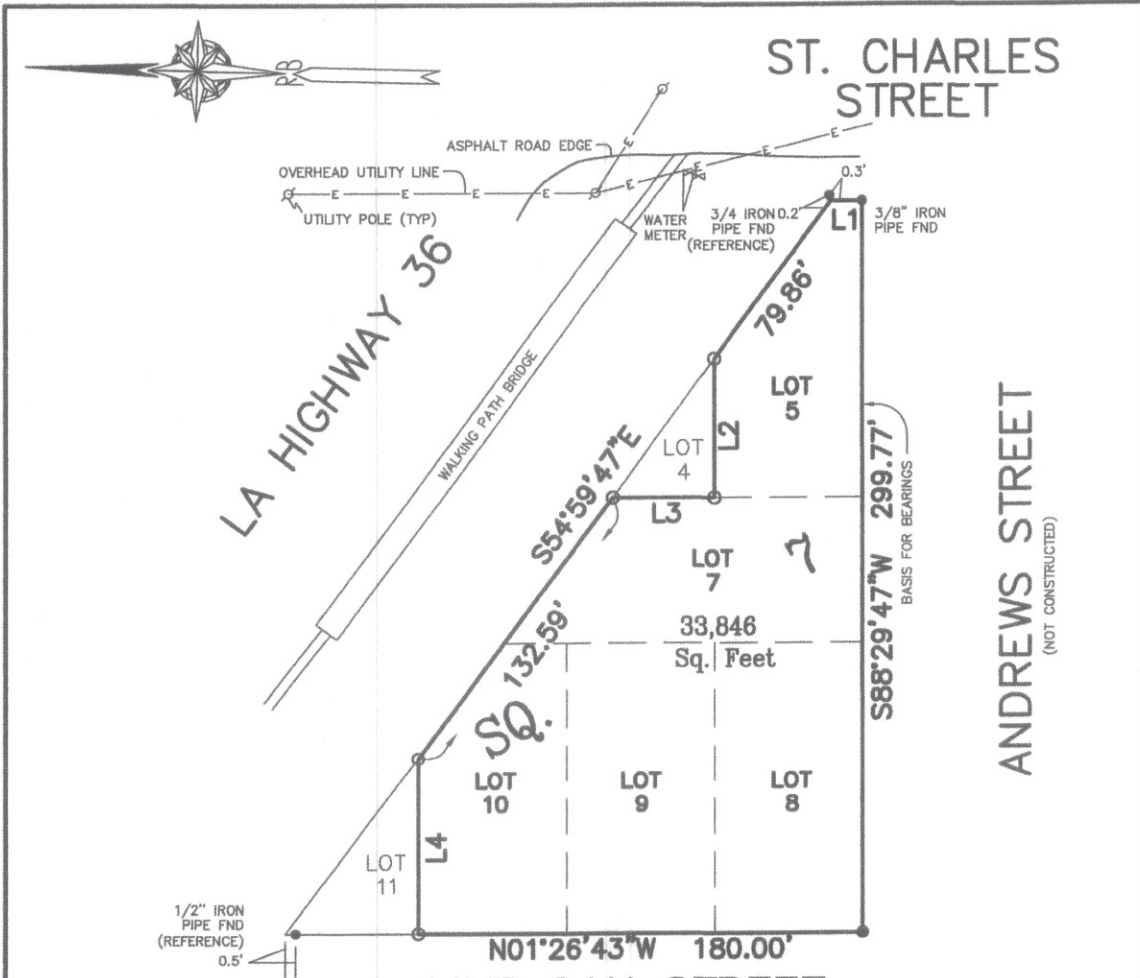 RB
ST. CHARLES
STREET
ASPHALT ROAD EDGE
OVERHEAD UTILITY LINE
E
E
E
E
E
E
E
E
E
UTILITY POLE (TYP)
WATER
METER
3/4 IRON
PIPE FND
(REFERENCE)
0.2'
0.3'
L1
3/8" IRON
PIPE FND
LA HIGHWAY 36
WALKING PATH BRIDGE
79.86'
LOT
5
LOT
4
L2
L3
S54°59'47"E
132.59'
LOT
7
7
33,846
Sq. Feet
SQ.
S88°29'47"W 299.77'
BASIS FOR BEARINGS
ANDREWS STREET
(NOT CONSTRUCTED)
LOT
10
LOT
9
LOT
8
L4
LOT
11
1/2" IRON
PIPE FND
(REFERENCE)
0.5'
N01°26'43"W 180.00'